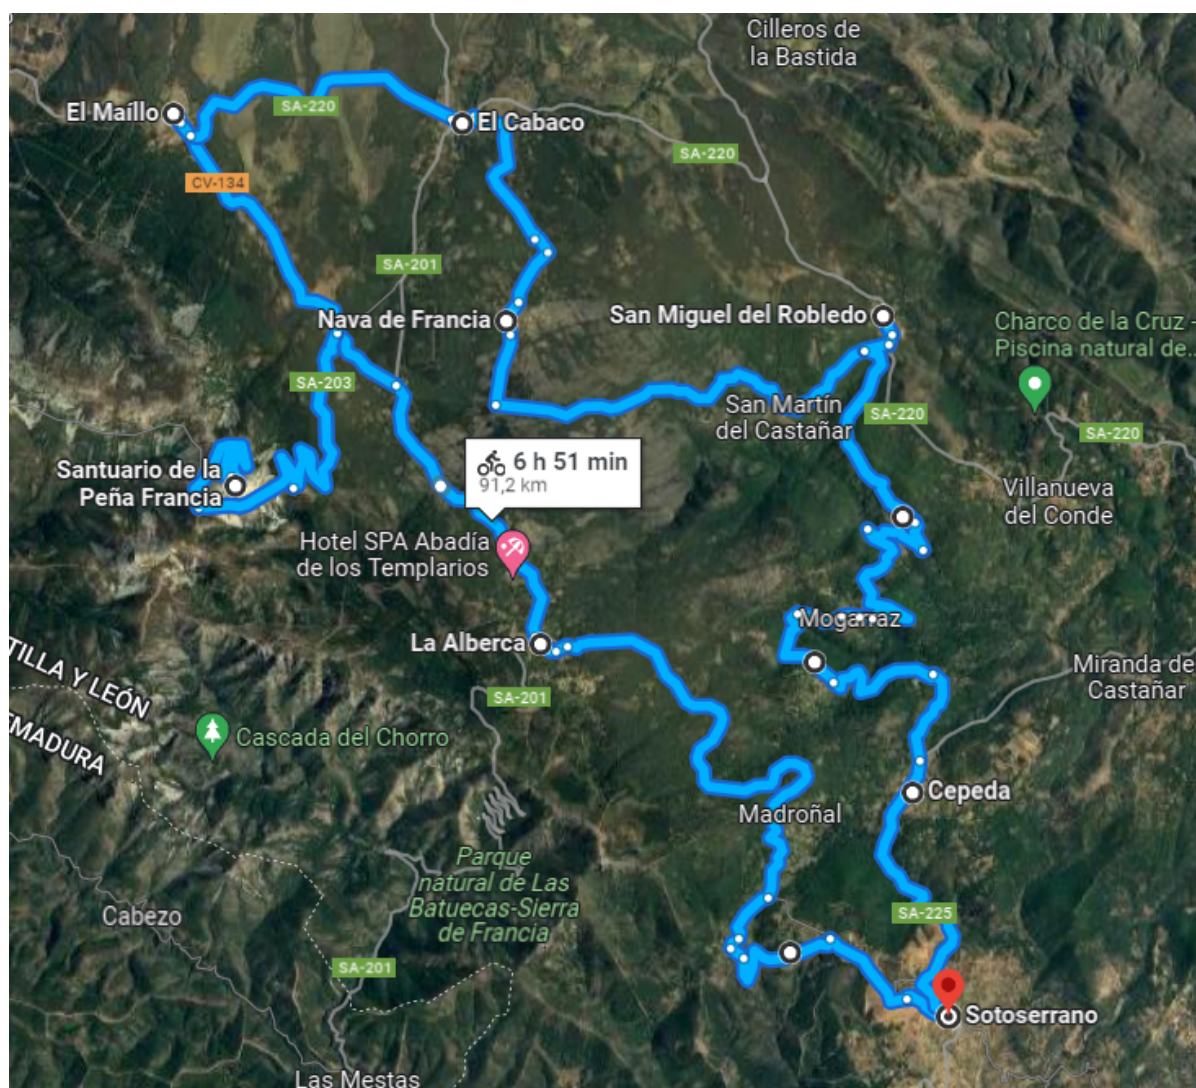 Cilleros de
la Bastida
El Maíllo
SA-220
El Cabaco
SA-220
CV-134
SA-201
Nava de Francia
San Miguel del Robledo
Charco de la Cruz -
Piscina natural de...
SA-203
San Martín
del Castañar
SA-220
SA-220
6 h 51 min
91,2 km
Santuario de la
Peña Francia
Villanueva
del Conde
Hotel SPA Abadía
de los Templarios
Mogarraz
La Alberca
TILLA Y LEÓN
EMADURA
Miranda de
Castañar
SA-201
Cascada del Chorro
Cepeda
Madroñal
Parque
natural de Las
Batuecas-Sierra
de Francia
Cabezo
SA-225
SA-201
Sotoserrano
Las Mestas